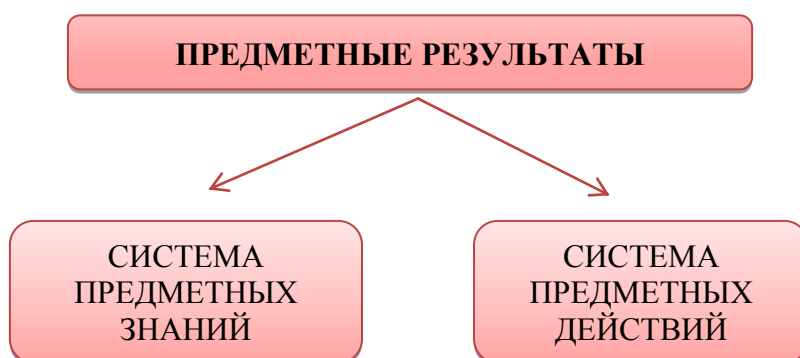 ПРЕДМЕТНЫЕ РЕЗУЛЬТАТЫ
СИСТЕМА
ПРЕДМЕТНЫХ
ЗНАНИЙ
СИСТЕМА
ПРЕДМЕТНЫХ
ДЕЙСТВИЙ